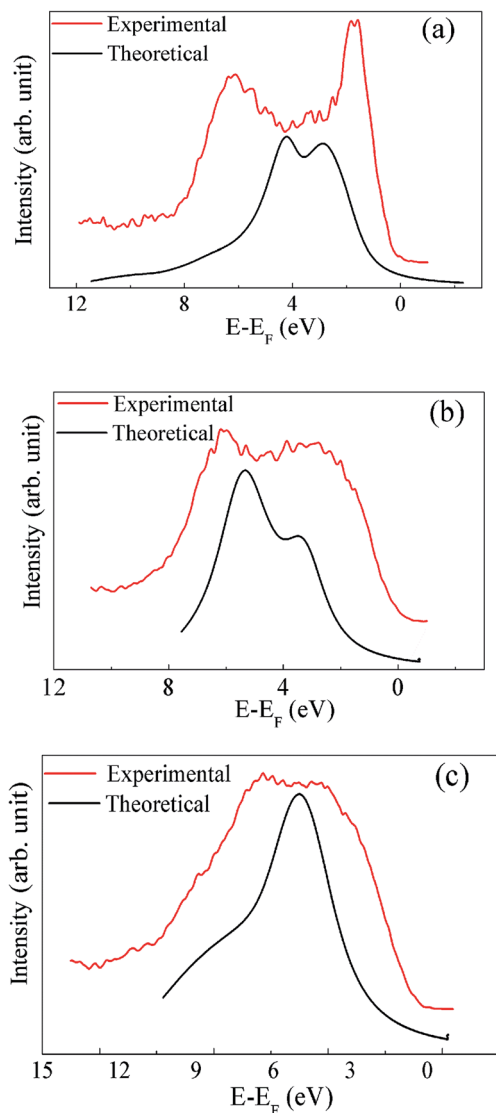 Experimental
(a)
Theoretical
Intensity (arb. unit)
12 8 4 0
E-E_F (eV)
Experimental
(b)
Theoretical
Intensity (arb. unit)
12 8 4 0
E-E_F (eV)
Experimental
(c)
Theoretical
Intensity (arb. unit)
15 12 9 6 3 0
E-E_F (eV)